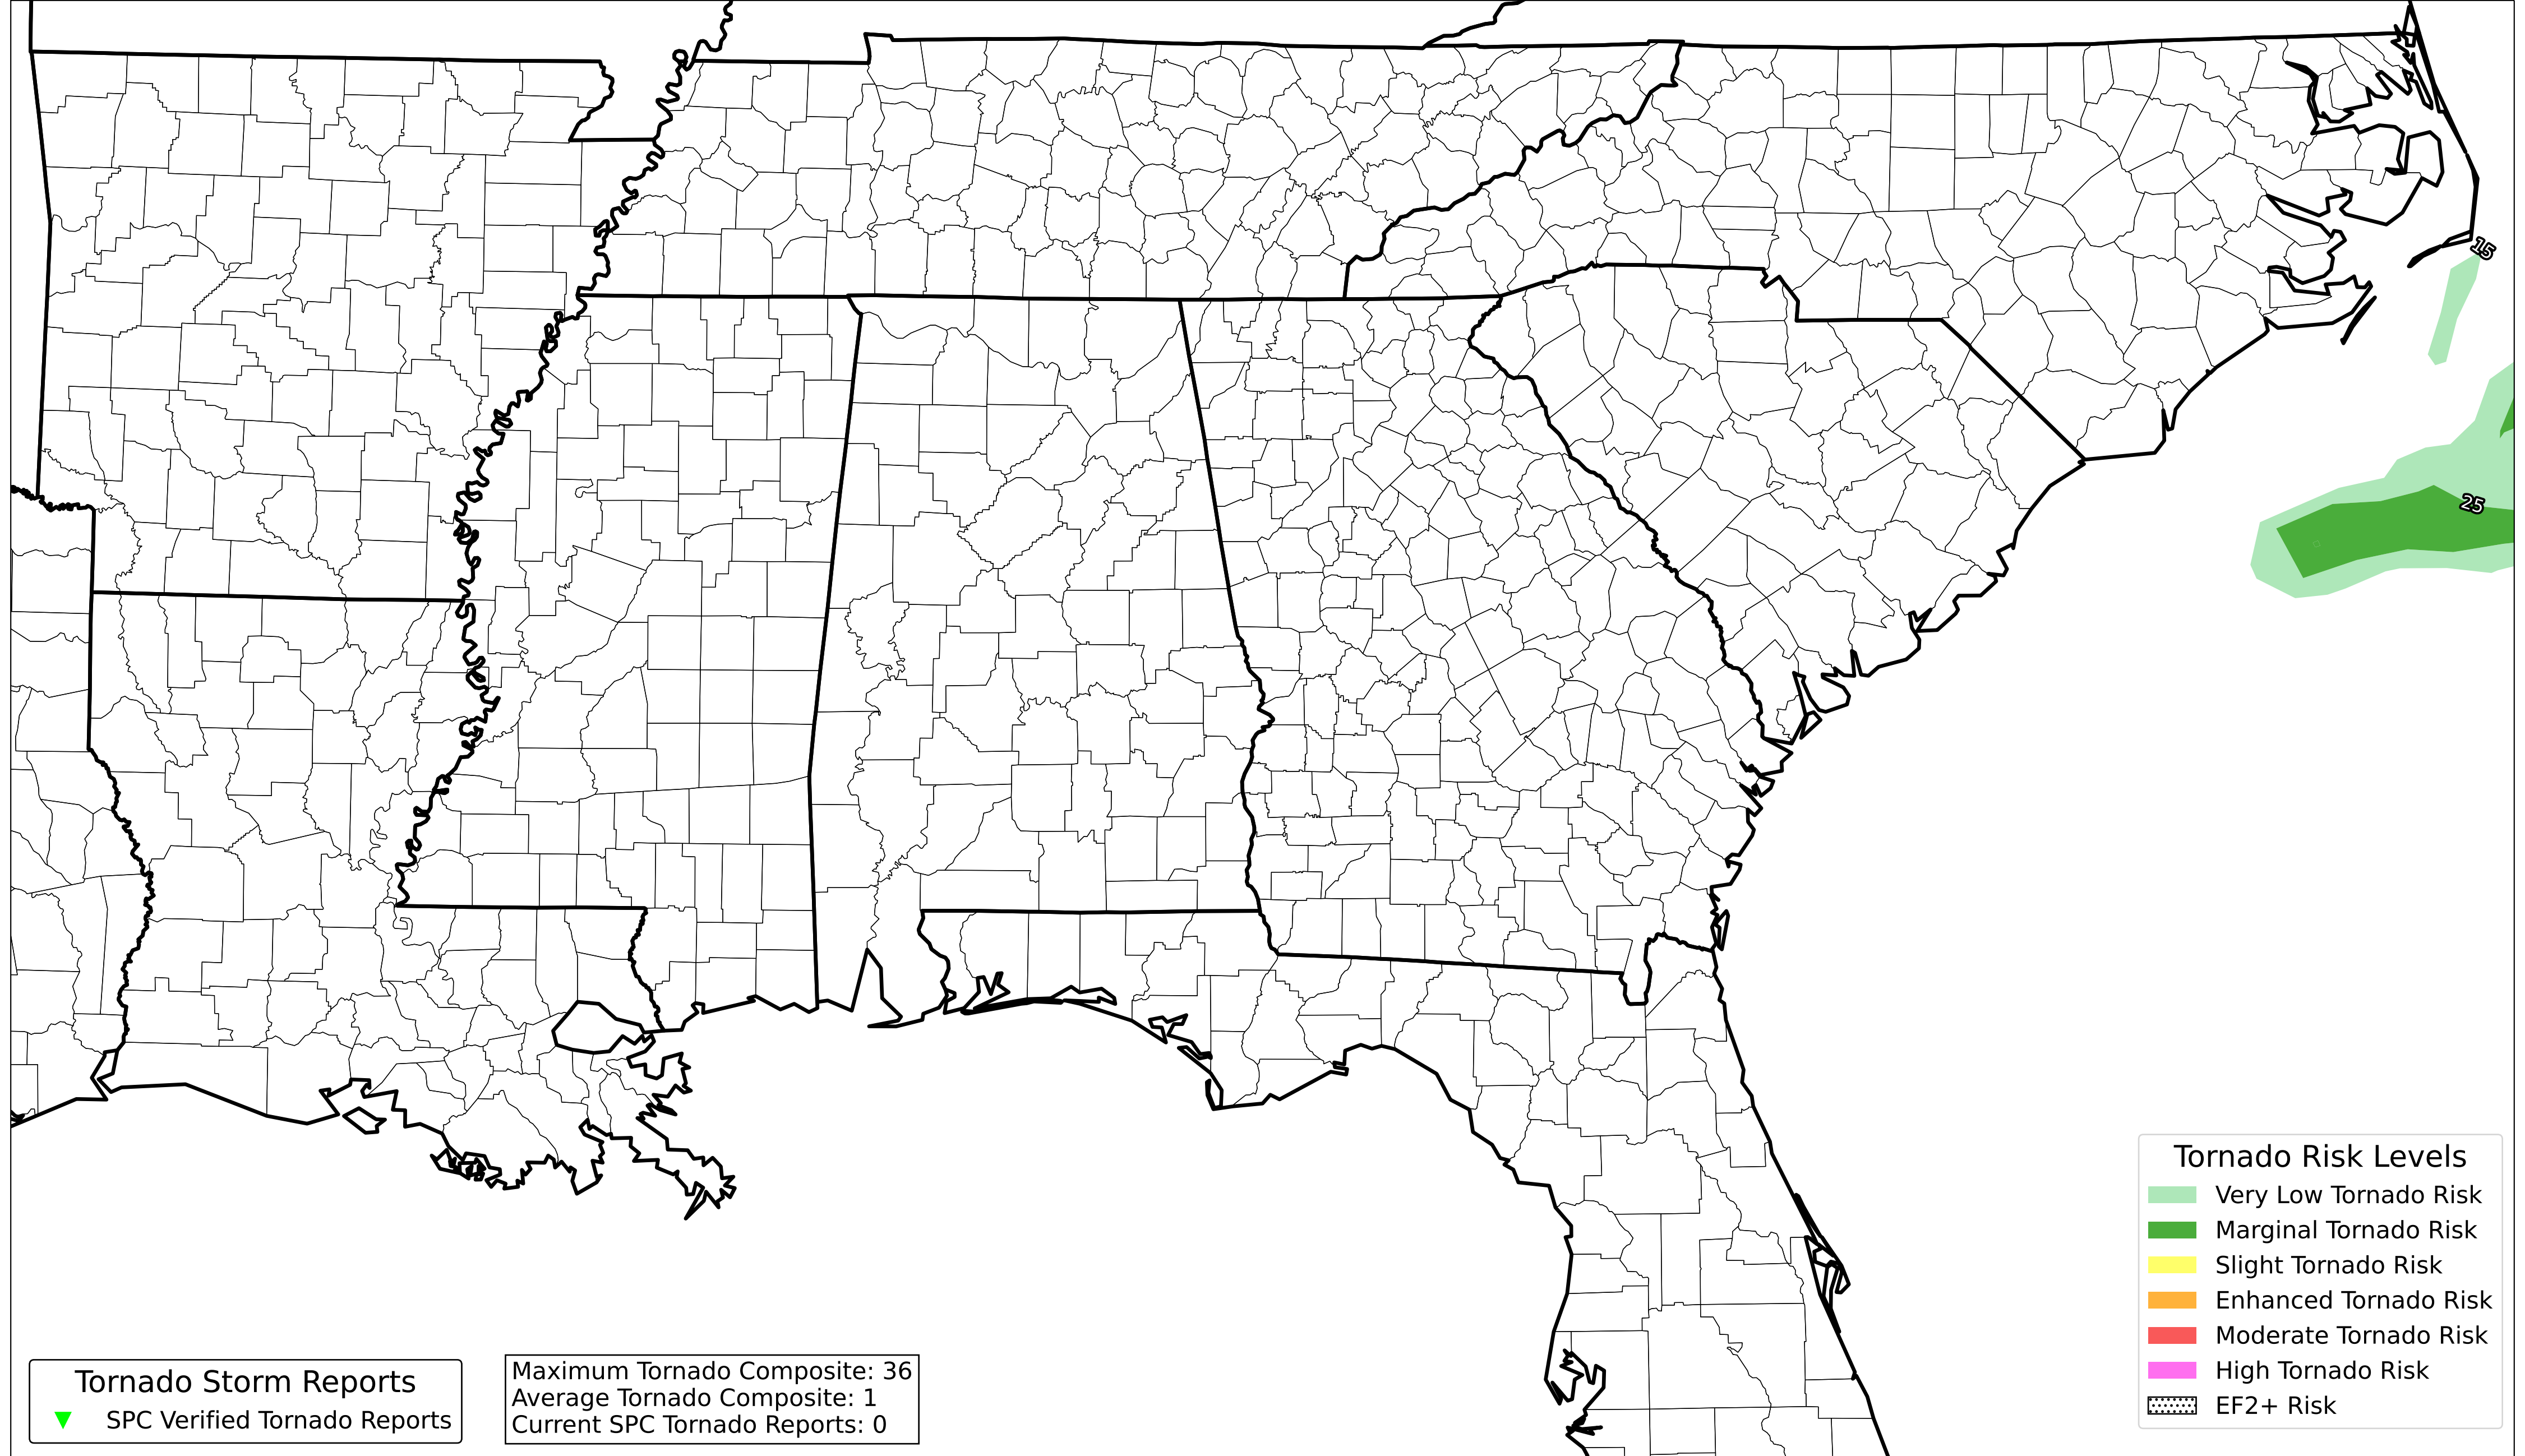 15
25
Tornado Risk Levels
Very Low Tornado Risk
Marginal Tornado Risk
Slight Tornado Risk
Enhanced Tornado Risk
Moderate Tornado Risk
High Tornado Risk
EF2+ Risk
Tornado Storm Reports
SPC Verified Tornado Reports
Maximum Tornado Composite: 36
Average Tornado Composite: 1
Current SPC Tornado Reports: 0